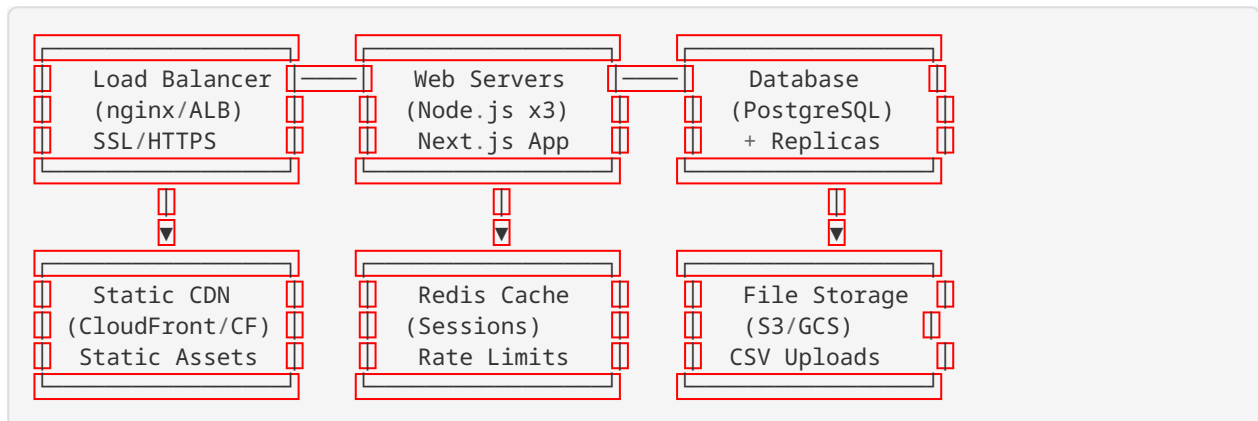 ┌─────────────────┐    ┌─────────────────┐    ┌─────────────────┐
│   Load Balancer │────│   Web Servers   │────│    Database     │
│   (nginx/ALB)   │    │  (Node.js x3)   │    │  (PostgreSQL)   │
│   SSL/HTTPS     │    │   Next.js App   │    │   + Replicas    │
└─────────────────┘    └─────────────────┘    └─────────────────┘
│ │ │
▼ ▼ ▼
┌─────────────────┐    ┌─────────────────┐    ┌─────────────────┐
│   Static CDN    │    │   Redis Cache   │    │   File Storage  │
│ (CloudFront/CF) │    │  (Sessions)     │    │   (S3/GCS)     │
│  Static Assets  │    │   Rate Limits   │    │  CSV Uploads    │
└─────────────────┘    └─────────────────┘    └─────────────────┘